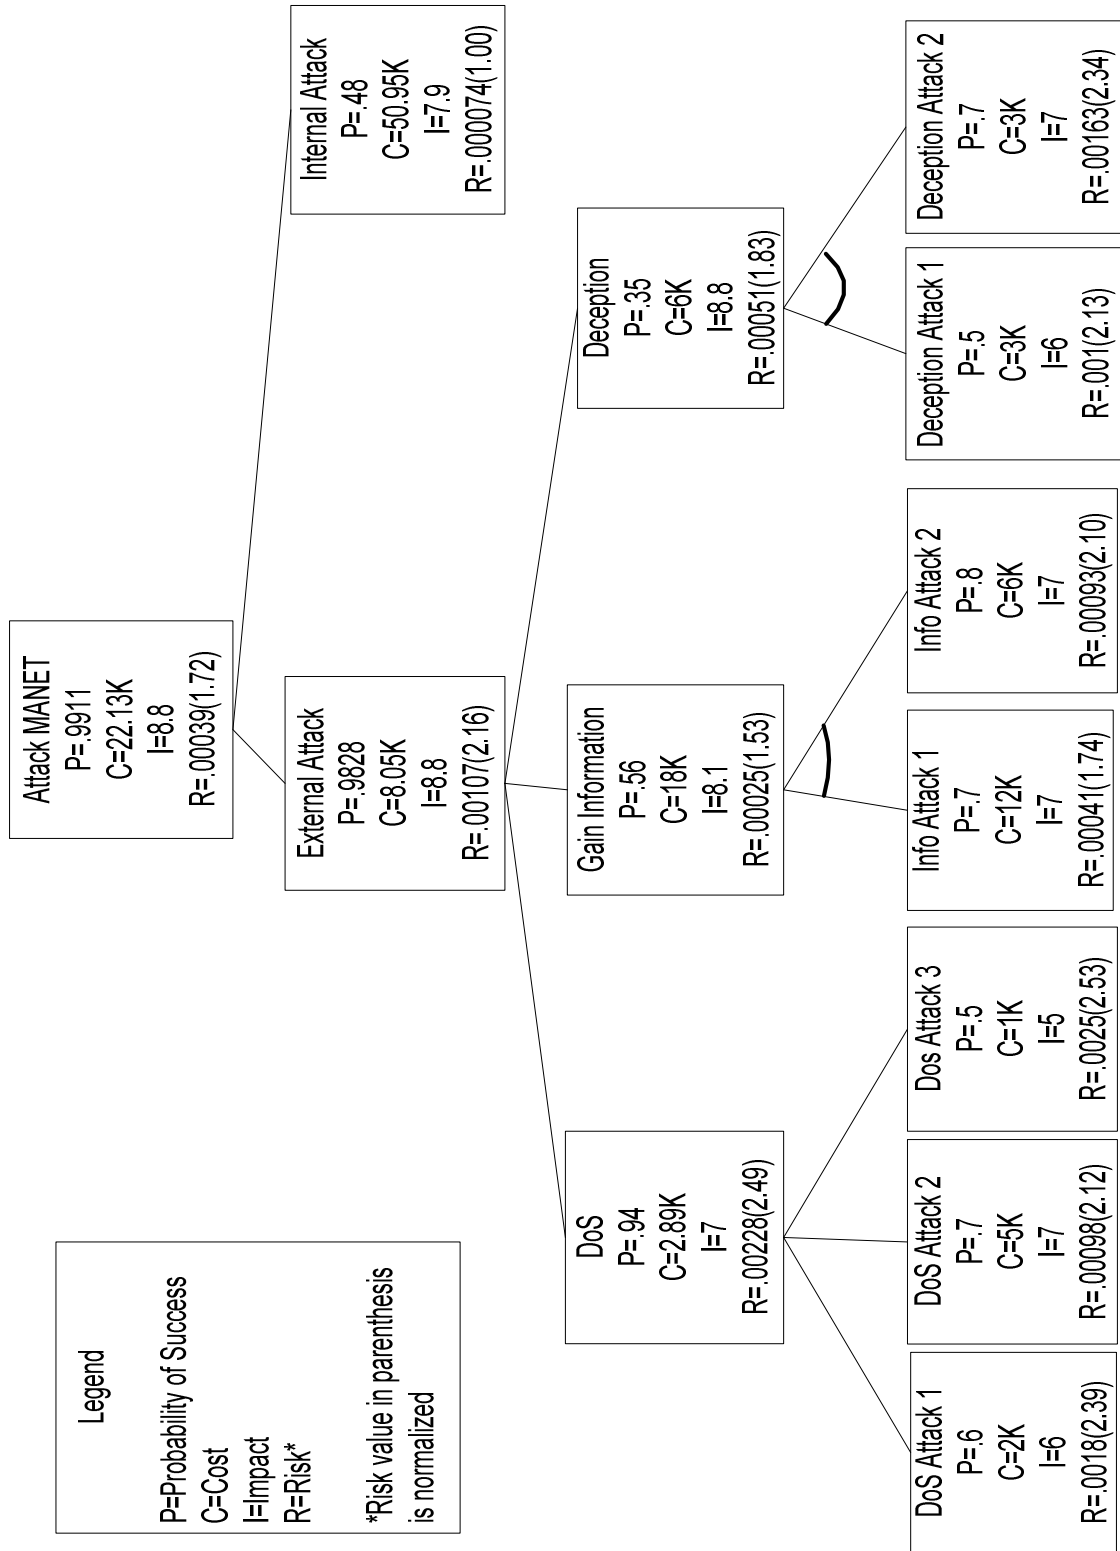 Attack MANET
P=.9911
C=22.13K
I=8.8
R=.00039(1.72)
External Attack
P=.9828
C=8.05K
I=8.8
R=.00107(2.16)
Internal Attack
P=.48
C=50.95K
I=7.9
R=.000074(1.00)
DoS
P=.94
C=2.89K
I=7
R=.00228(2.49)
Gain Information
P=.56
C=18K
I=8.1
R=.00025(1.53)
Deception
P=.35
C=6K
I=8.8
R=.00051(1.83)
DoS Attack 1
P=.6
C=2K
I=6
R=.0018(2.39)
DoS Attack 2
P=.7
C=5K
I=7
R=.00098(2.12)
Dos Attack 3
P=.5
C=1K
I=5
R=.0025(2.53)
Info Attack 1
P=.7
C=12K
I=7
R=.00041(1.74)
Info Attack 2
P=.8
C=6K
I=7
R=.00093(2.10)
Deception Attack 1
P=.5
C=3K
I=6
R=.001(2.13)
Deception Attack 2
P=.7
C=3K
I=7
R=.00163(2.34)
Legend
P=Probability of Success
C=Cost
I=Impact
R=Risk*
*Risk value in parenthesis
is normalized